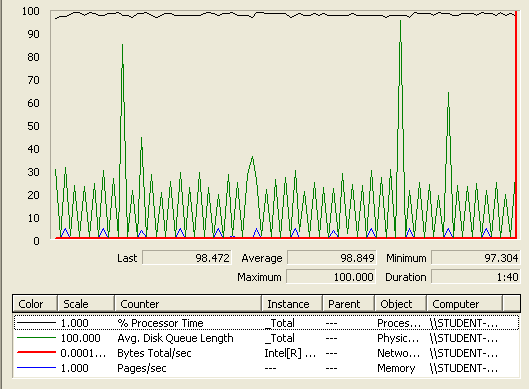 100
90
80
70
60
50
40
30
20
10
0
Last 98.472 Average 98.849 Minimum 97.304
Maximum 100.000 Duration 1:40
Color Scale Counter Instance Parent Object Computer
1.000 % Processor Time _Total --- Proces... \\STUDENT-...
100.000 Avg. Disk Queue Length _Total --- Physic... \\STUDENT-...
0.0001... Bytes Total/sec Intel[R] ... --- Netwo... \\STUDENT-...
1.000 Pages/sec --- --- Memory \\STUDENT-...